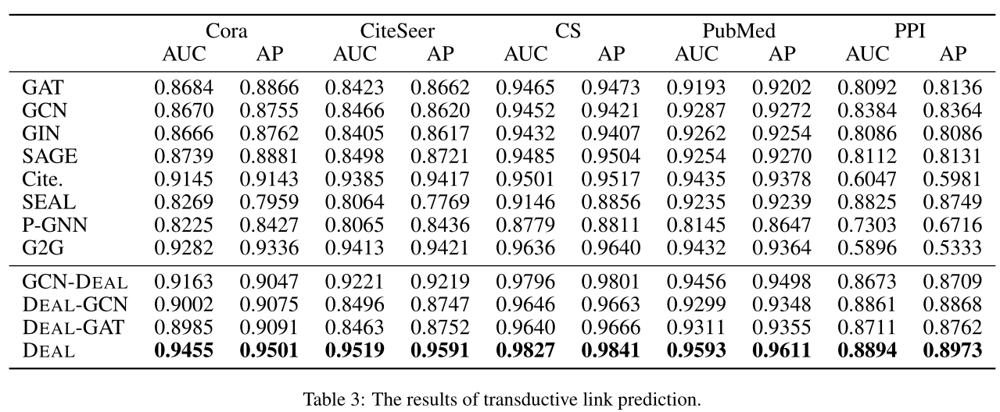 Cora CiteSeer CS PubMed PPI
AUC AP AUC AP AUC AP AUC AP AUC AP
GAT 0.8684 0.8866 0.8423 0.8662 0.9465 0.9473 0.9193 0.9202 0.8092 0.8136
GCN 0.8670 0.8755 0.8466 0.8620 0.9452 0.9421 0.9287 0.9272 0.8384 0.8364
GIN 0.8666 0.8762 0.8405 0.8617 0.9432 0.9407 0.9262 0.9254 0.8086 0.8086
SAGE 0.8739 0.8881 0.8498 0.8721 0.9485 0.9504 0.9254 0.9270 0.8112 0.8131
Cite. 0.9145 0.9143 0.9385 0.9417 0.9501 0.9517 0.9435 0.9378 0.6047 0.5981
SEAL 0.8269 0.7959 0.8064 0.7769 0.9146 0.8856 0.9235 0.9239 0.8825 0.8749
P-GNN 0.8225 0.8427 0.8065 0.8436 0.8779 0.8811 0.8145 0.8647 0.7303 0.6716
G2G 0.9282 0.9336 0.9413 0.9421 0.9636 0.9640 0.9432 0.9364 0.5896 0.5333
GCN-DEAL 0.9163 0.9047 0.9221 0.9219 0.9796 0.9801 0.9456 0.9498 0.8673 0.8709
DEAL-GCN 0.9002 0.9075 0.8496 0.8747 0.9646 0.9663 0.9299 0.9348 0.8861 0.8868
DEAL-GAT 0.8985 0.9091 0.8463 0.8752 0.9640 0.9666 0.9311 0.9355 0.8711 0.8762
DEAL 0.9455 0.9501 0.9519 0.9591 0.9827 0.9841 0.9593 0.9611 0.8894 0.8973
Table 3: The results of transductive link prediction.